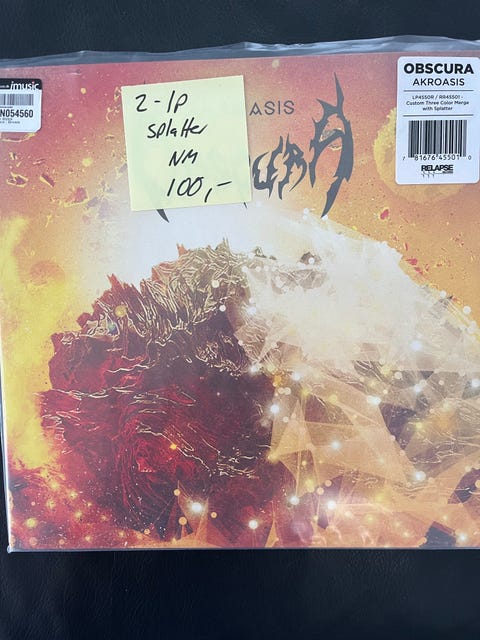 imusic
N054560
2-lp
splatter
NM
100,-
ASIS
OBSCURA
AKROASIS
LP4550R / RR45501 -
Custom Three Color Merge
with Splatter
7 81676 45501 0
RELAPSE